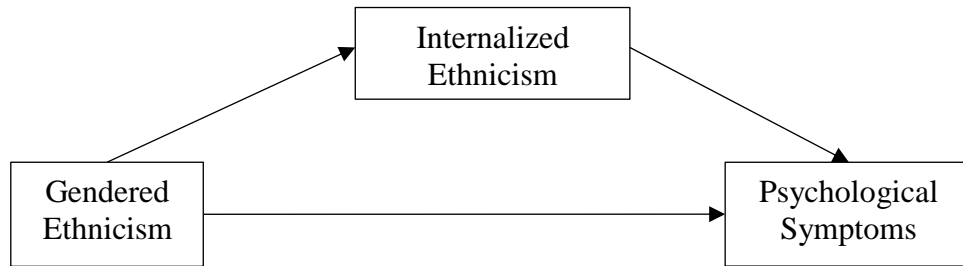 Internalized
Ethnicism
Gendered
Ethnicism
Psychological
Symptoms